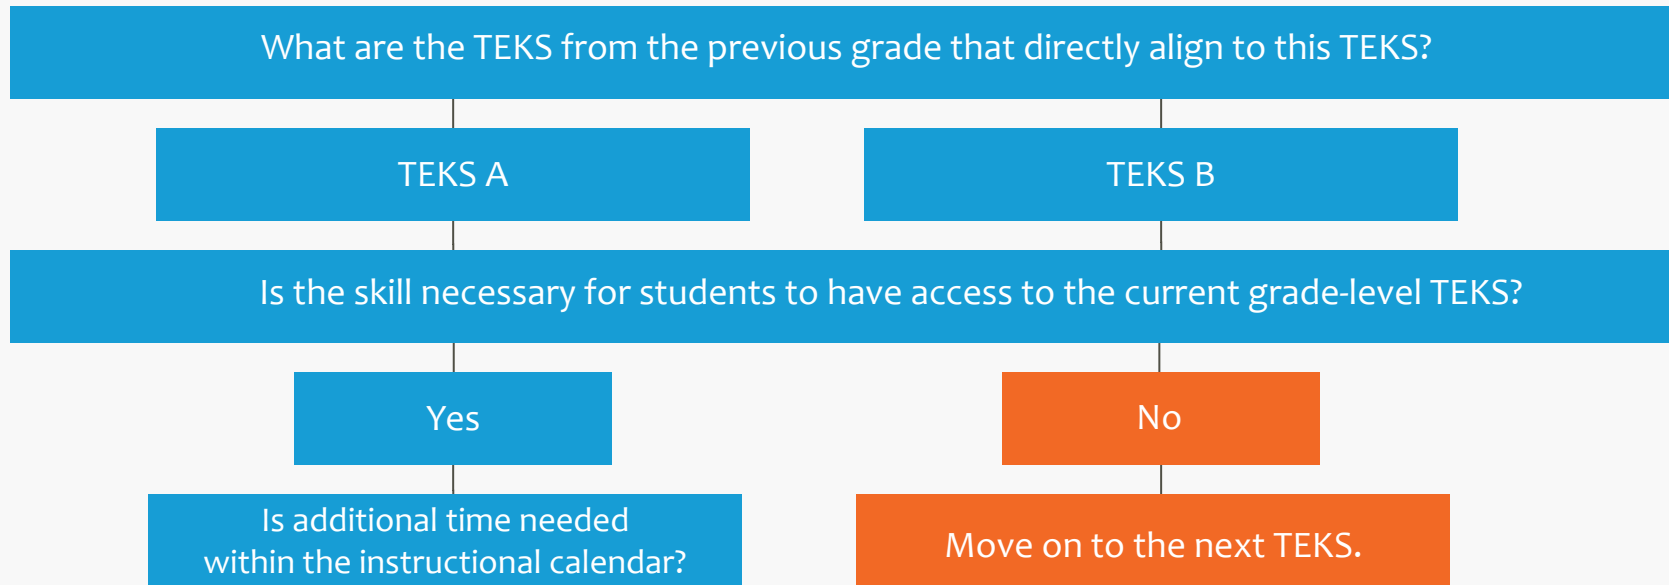 What are the TEKS from the previous grade that directly align to this TEKS?
TEKS A
TEKS B
Is the skill necessary for students to have access to the current grade-level TEKS?
Yes
No
Is additional time needed
within the instructional calendar?
Move on to the next TEKS.